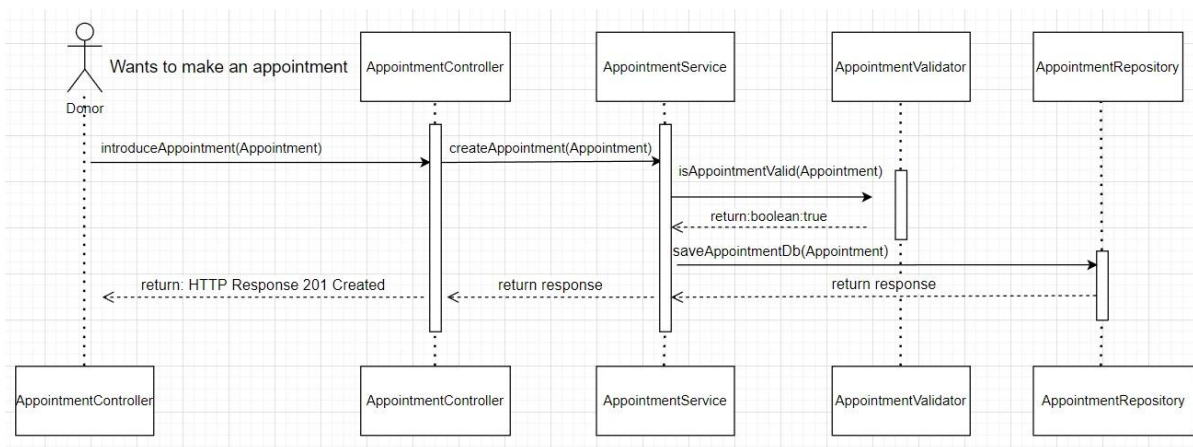 Wants to make an appointment
AppointmentController
AppointmentService
AppointmentValidator
AppointmentRepository
Donor
introduceAppointment(Appointment)
createAppointment(Appointment)
isAppointmentValid(Appointment)
return:boolean:true
saveAppointmentDb(Appointment)
return: HTTP Response 201 Created
return response
return response
AppointmentController
AppointmentController
AppointmentService
AppointmentValidator
AppointmentRepository